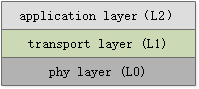 application layer (L2)
transport layer (L1)
phy layer (L0)